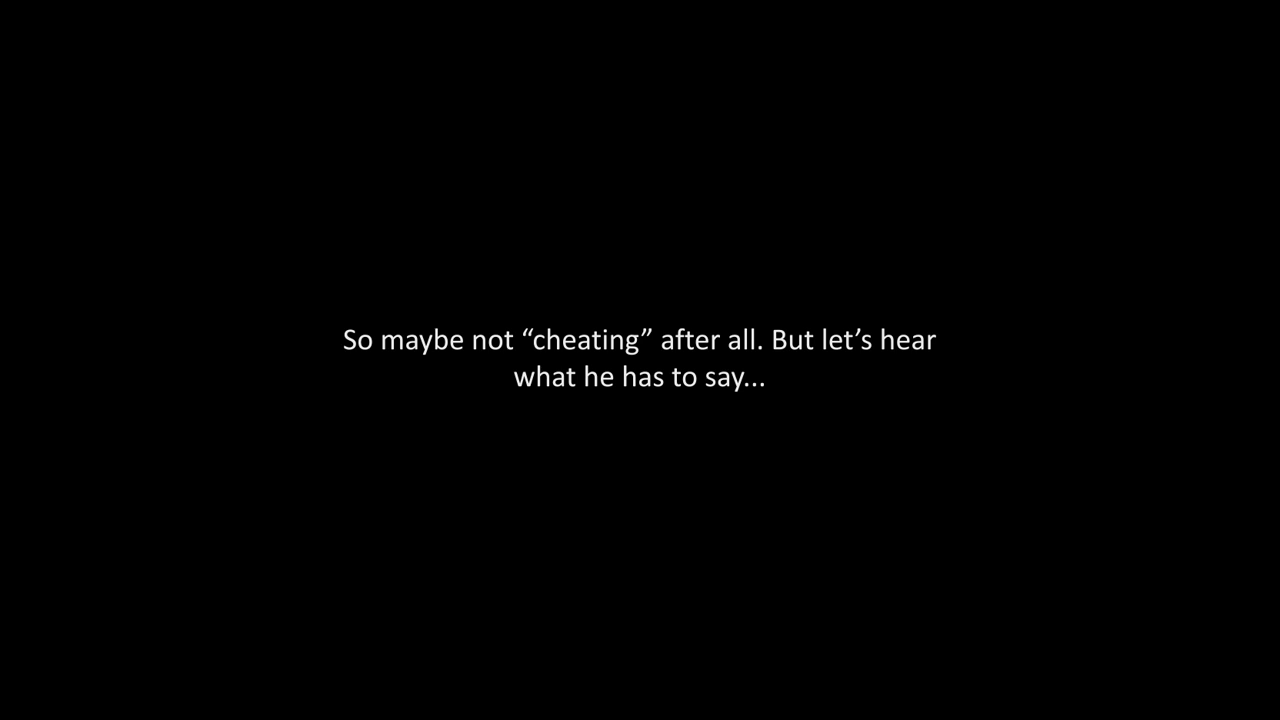 So maybe not “cheating” after all. But let’s hear
what he has to say...